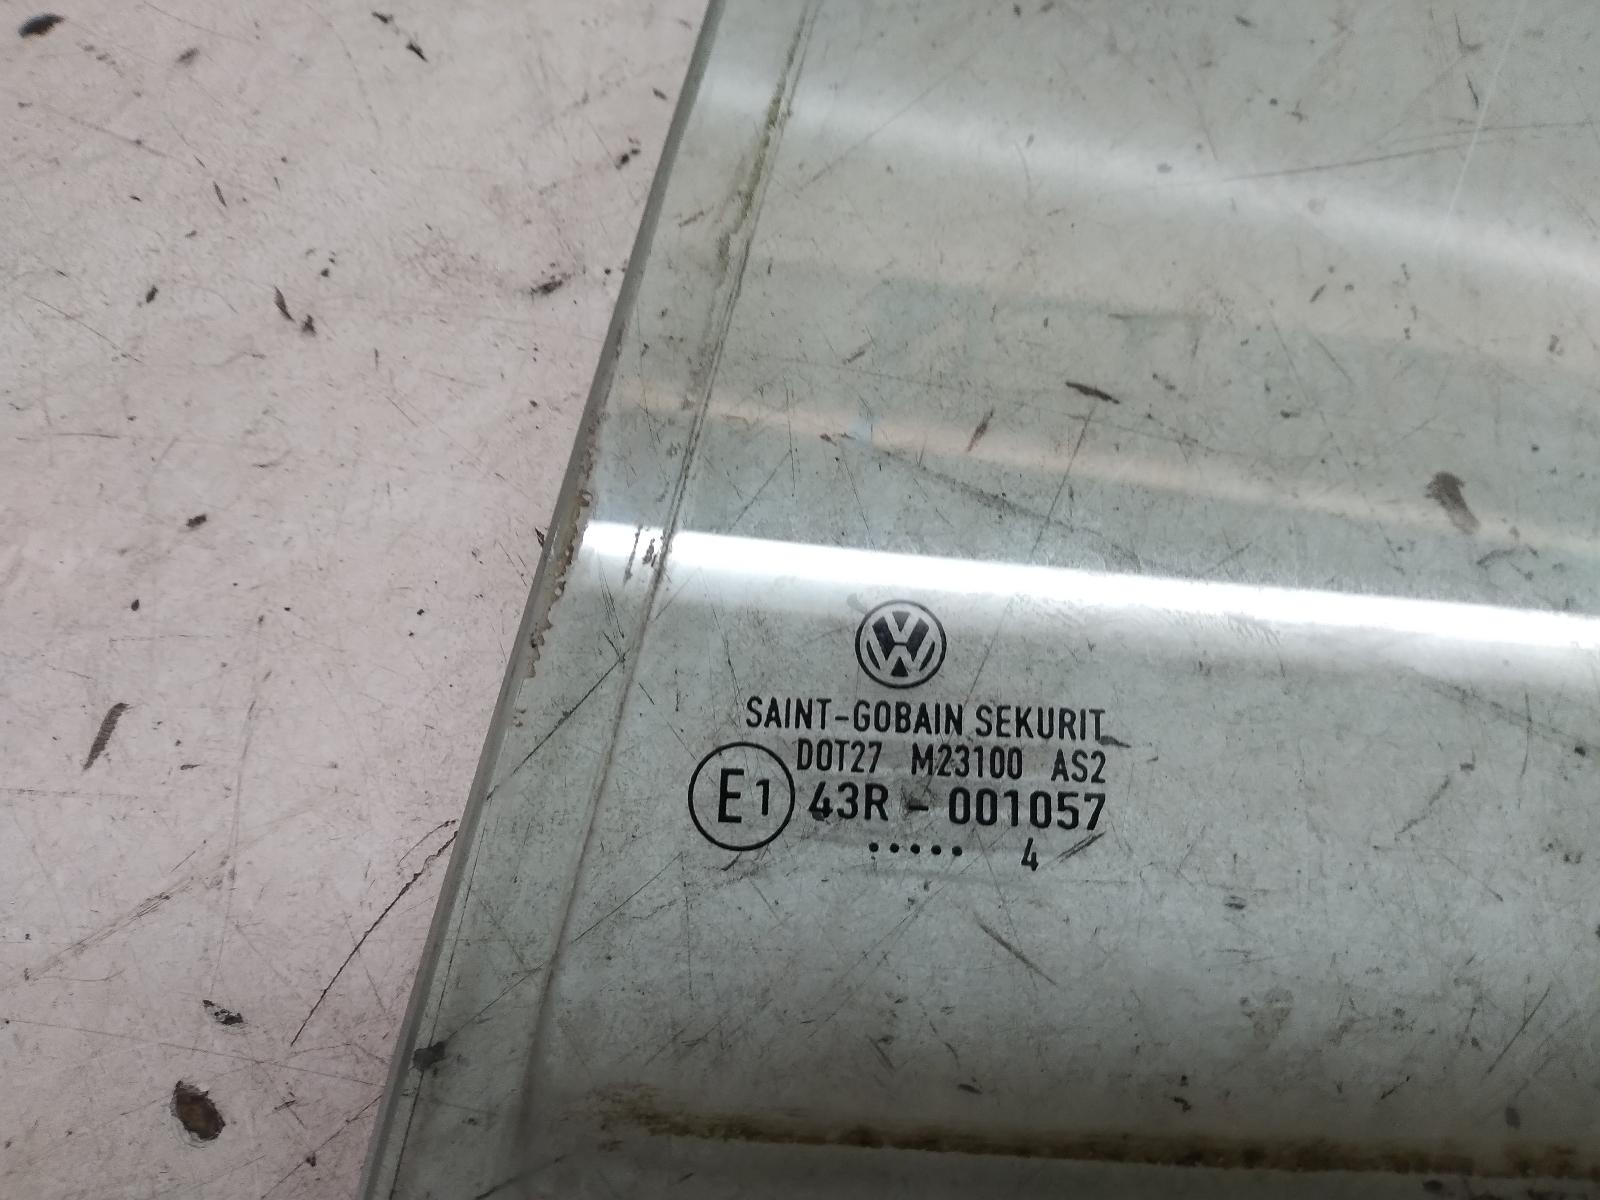 SAINT-GOBAIN SEKURIT
DOT27 M23100 AS2
E1 43R - 001057
..... 4